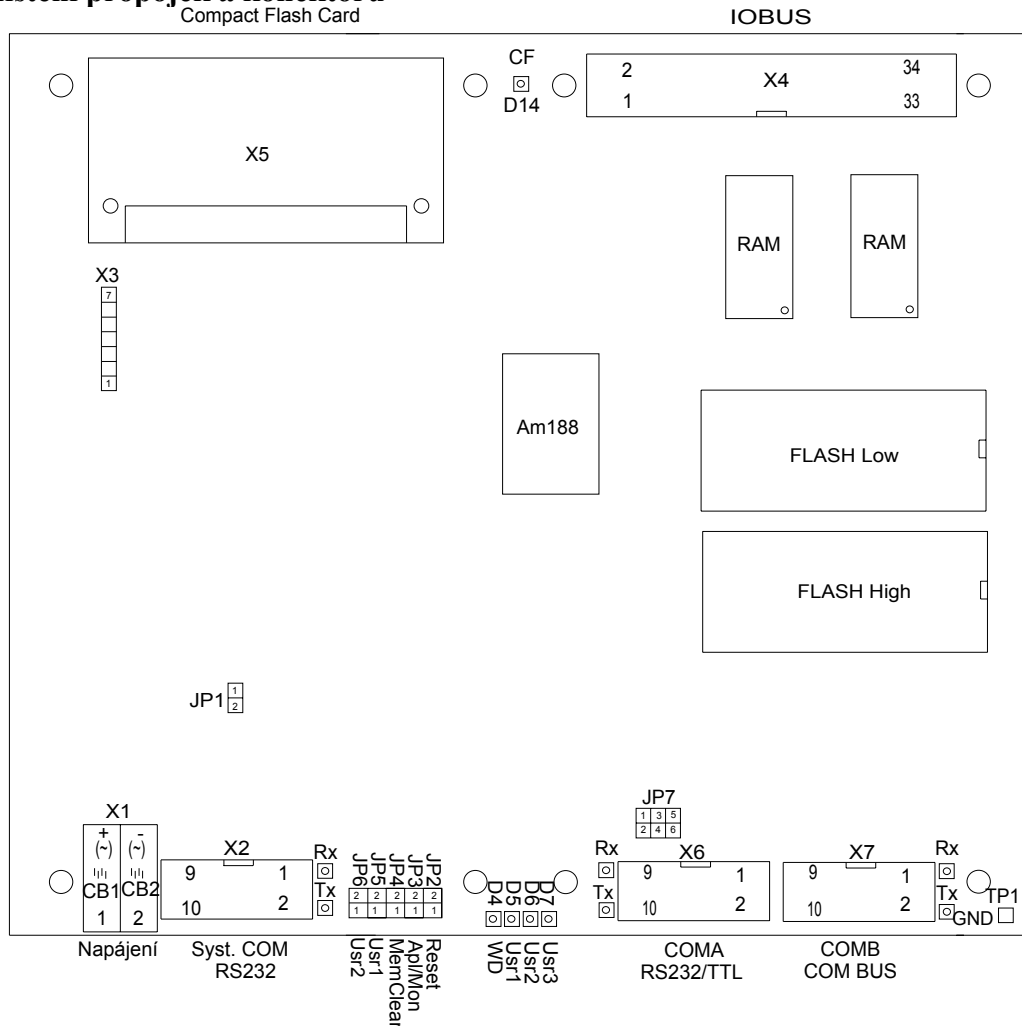 Compact Flash Card
IOBUS
CF
D14
2
34
X4
1
33
X5
RAM
RAM
X3
7
1
Am188
FLASH Low
FLASH High
JP1
1
2
JP7
1 3 5
2 4 6
X1
+
(~)
-
(~)
CB1
CB2
1
2
X2
9
1
10
2
Rx
Tx
JP6
JP5
JP4
JP3
JP2
2 2 2 2 2
1 1 1 1 1
D4
D5
D6
D7
Rx
Tx
X6
9
1
10
2
X7
9
1
10
2
Rx
Tx
TP1
GND
Napájení
Syst. COM
RS232
Usr2
Usr1
MemClear
Apl/Mon
Reset
WD
Usr1
Usr2
Usr3
COMA
RS232/TTL
COMB
COM BUS